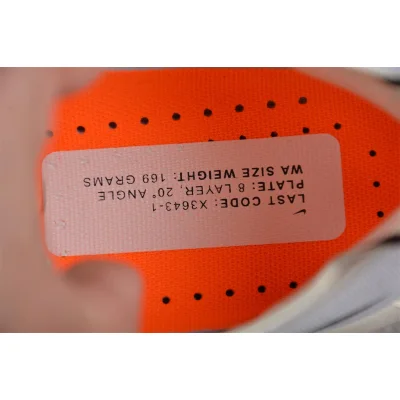 LAST CODE: X3643-1
PLATE: 8 LAYER, 20° ANGLE
WA SIZE WEIGHT: 169 GRAMS